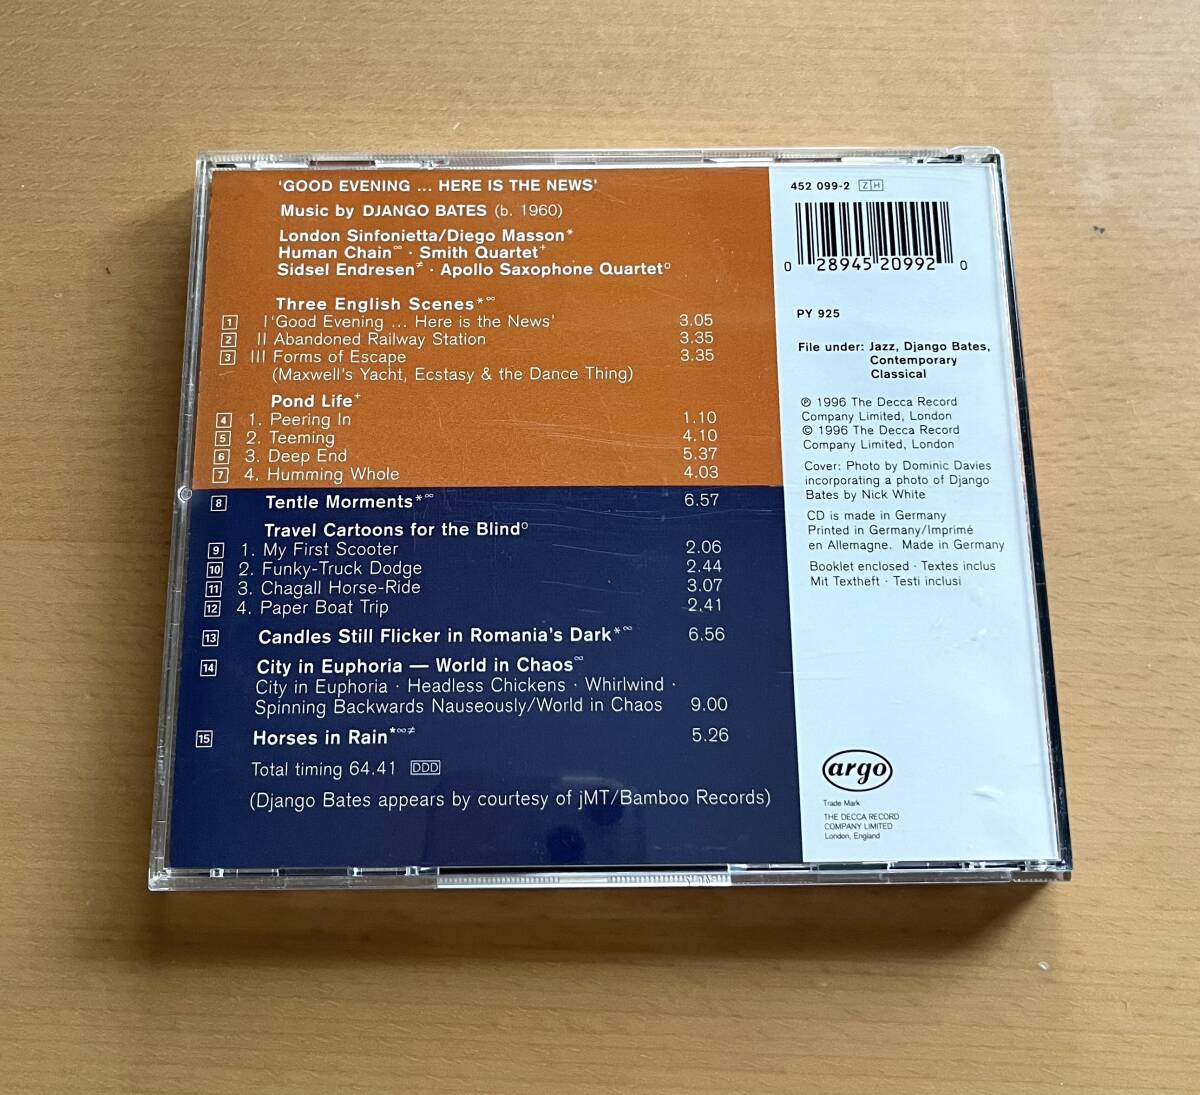 'GOOD EVENING ... HERE IS THE NEWS'
Music by DJANGO BATES (b. 1960)
London Sinfonietta/Diego Masson*
Human Chain∞ · Smith Quartet+
Sidsel Endresen≠ · Apollo Saxophone Quartet○
Three English Scenes*∞
1 I 'Good Evening ... Here is the News' 3.05
2 II Abandoned Railway Station 3.35
3 III Forms of Escape 3.35
(Maxwell's Yacht, Ecstasy & the Dance Thing)
Pond Life+
4 1. Peering In 1.10
5 2. Teeming 4.10
6 3. Deep End 5.37
7 4. Humming Whole 4.03
8 Tentle Morments*∞ 6.57
Travel Cartoons for the Blind○
9 1. My First Scooter 2.06
10 2. Funky-Truck Dodge 2.44
11 3. Chagall Horse-Ride 3.07
12 4. Paper Boat Trip 2.41
13 Candles Still Flicker in Romania's Dark*∞ 6.56
14 City in Euphoria — World in Chaos∞
City in Euphoria · Headless Chickens · Whirlwind ·
Spinning Backwards Nauseously/World in Chaos 9.00
15 Horses in Rain*∞≠ 5.26
Total timing 64.41 DDD
(Django Bates appears by courtesy of jMT/Bamboo Records)
452 099-2 ZH
0 28945 20992 0
PY 925
File under: Jazz, Django Bates,
Contemporary
Classical
℗ 1996 The Decca Record
Company Limited, London
© 1996 The Decca Record
Company Limited, London
Cover: Photo by Dominic Davies
incorporating a photo of Django
Bates by Nick White
CD is made in Germany
Printed in Germany/Imprimé
en Allemagne. Made in Germany
Booklet enclosed · Textes inclus
Mit Textheft · Testi inclusi
argo
Trade Mark
THE DECCA RECORD
COMPANY LIMITED
London, England